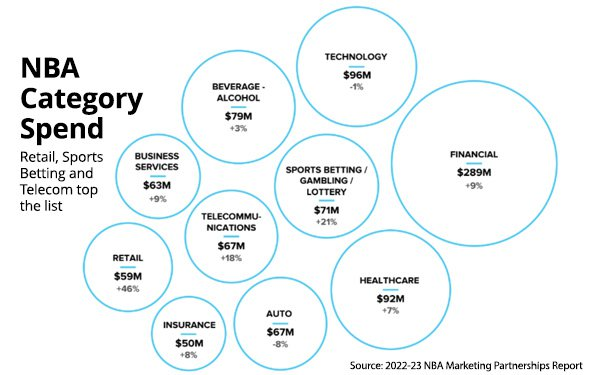 NBA
Category
Spend
Retail, Sports
Betting and
Telecom top
the list
TECHNOLOGY
$96M
-1%
BEVERAGE -
ALCOHOL
$79M
+3%
FINANCIAL
$289M
+9%
BUSINESS
SERVICES
$63M
+9%
SPORTS BETTING /
GAMBLING /
LOTTERY
$71M
+21%
TELECOMMU-
NICATIONS
$67M
+18%
RETAIL
$59M
+46%
HEALTHCARE
$92M
+7%
AUTO
$67M
-8%
INSURANCE
$50M
+8%
Source: 2022-23 NBA Marketing Partnerships Report